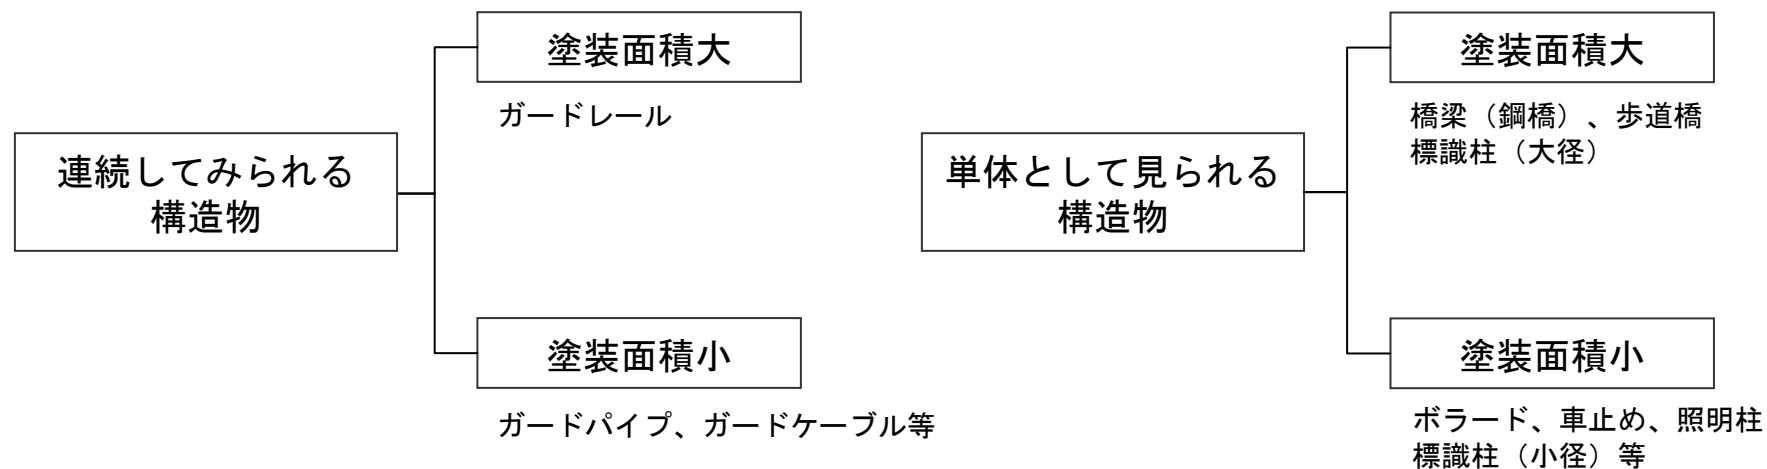 連続してみられる
構造物
塗装面積大
ガードレール
塗装面積小
ガードパイプ、ガードケーブル等
単体として見られる
構造物
塗装面積大
橋梁（鋼橋）、歩道橋
標識柱（大径）
塗装面積小
ボラード、車止め、照明柱
標識柱（小径）等